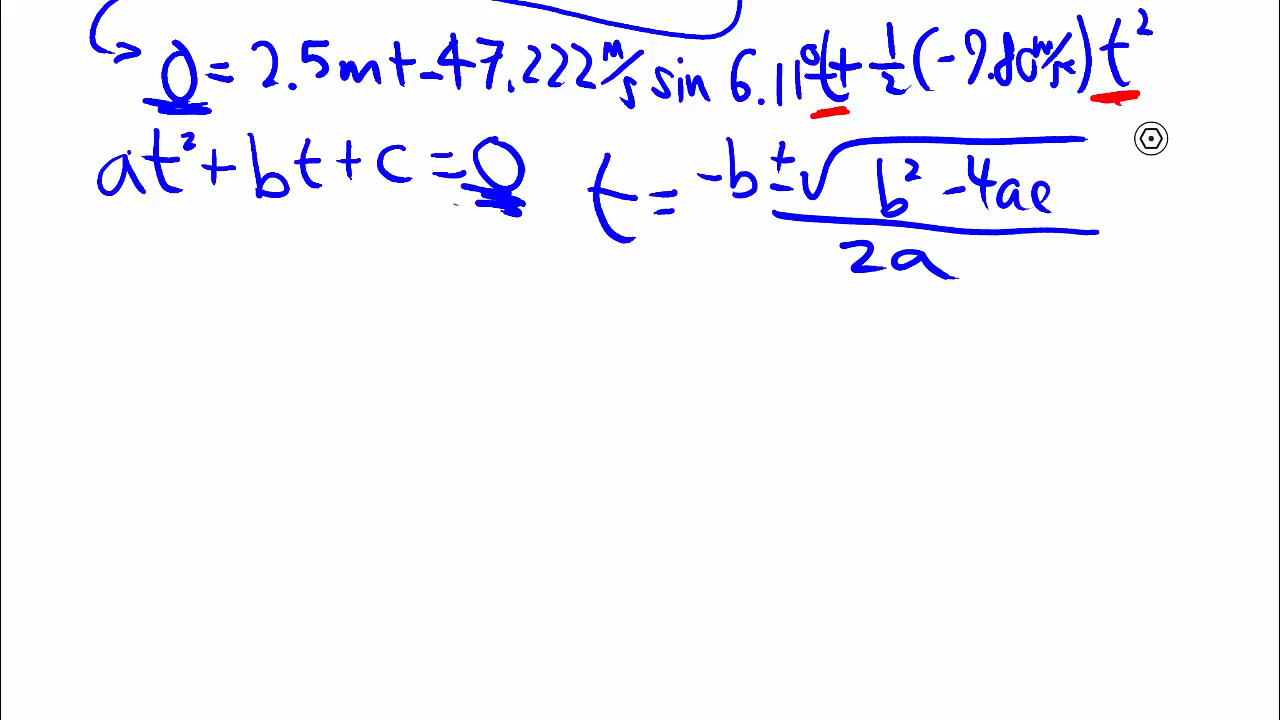 0 = 2.5m + -47.222 m/s sin 6.11° t + 1/2 (-9.80 m/s²) t²
at² + bt + c = 0 t = (-b ± √(b² - 4ac)) / 2a